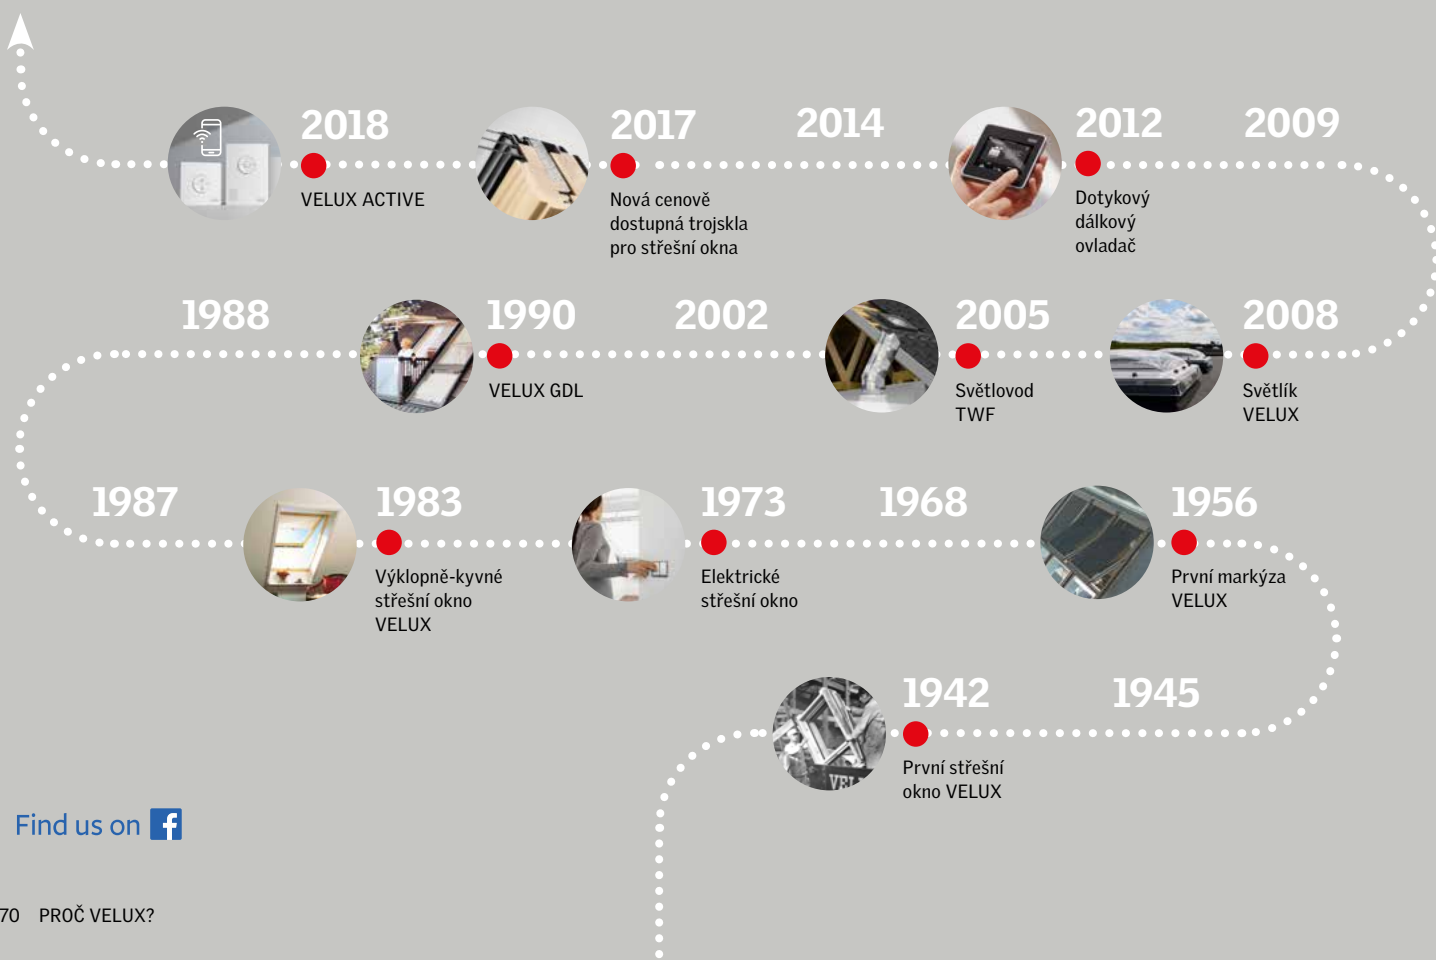 2018
VELUX ACTIVE
2017
Nová cenově
dostupná trojskla
pro střešní okna
2014
2012
Dotykový
dálkový
ovladač
2009
1988
1990
VELUX GDL
2002
2005
Světlovod
TWF
2008
Světlík
VELUX
1987
1983
Výklopně-kyvné
střešní okno
VELUX
1973
Elektrické
střešní okno
1968
1956
První markýza
VELUX
1942
První střešní
okno VELUX
1945
VEL
Find us on f
70 PROČ VELUX?